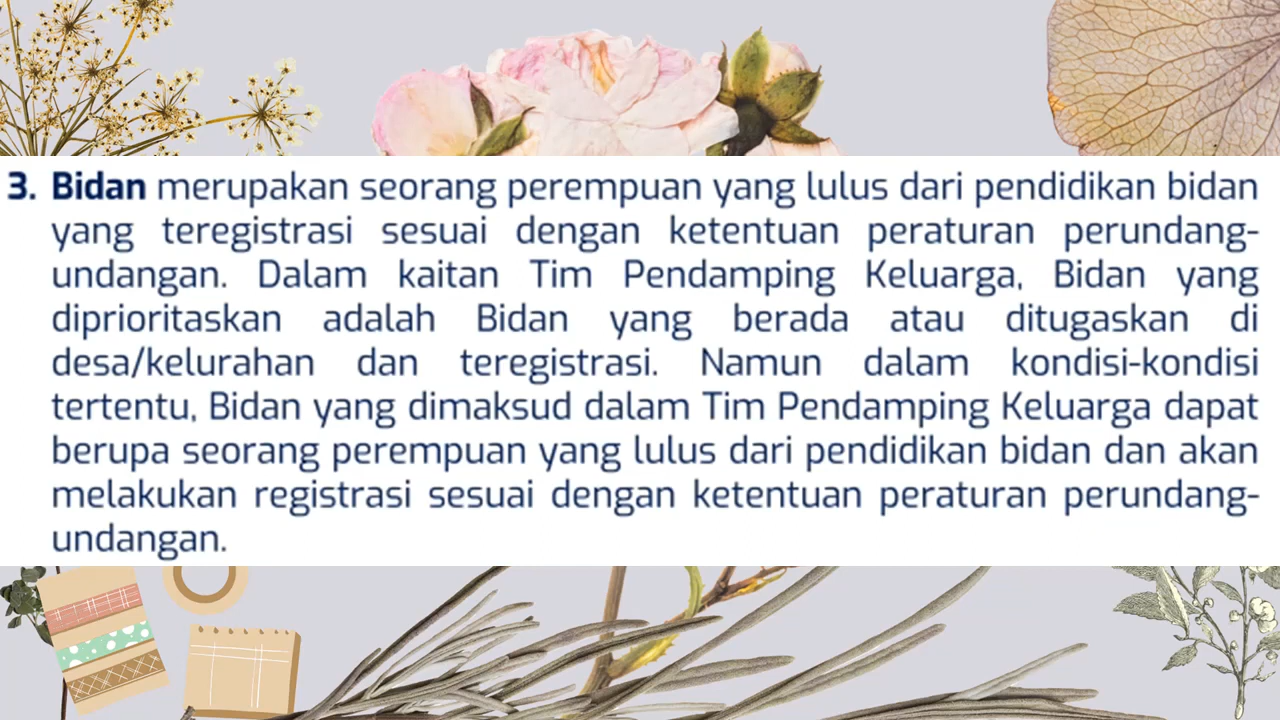 3. Bidan merupakan seorang perempuan yang lulus dari pendidikan bidan
yang teregistrasi sesuai dengan ketentuan peraturan perundang-
undangan. Dalam kaitan Tim Pendamping Keluarga, Bidan yang
diprioritaskan adalah Bidan yang berada atau ditugaskan di
desa/kelurahan dan teregistrasi. Namun dalam kondisi-kondisi
tertentu, Bidan yang dimaksud dalam Tim Pendamping Keluarga dapat
berupa seorang perempuan yang lulus dari pendidikan bidan dan akan
melakukan registrasi sesuai dengan ketentuan peraturan perundang-
undangan.